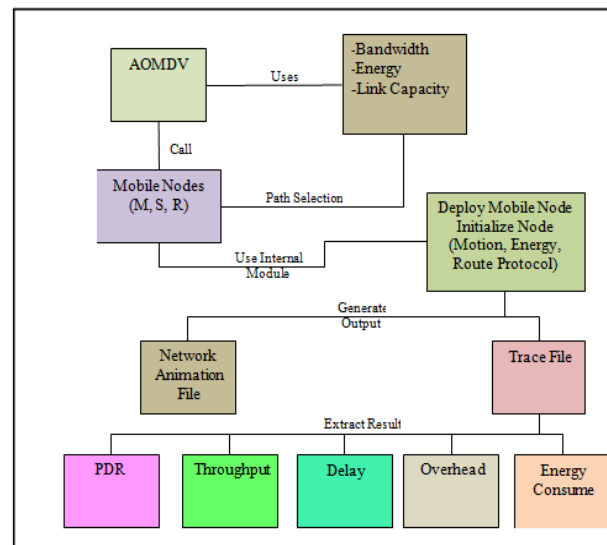 AOMDV
Uses
-Bandwidth
-Energy
-Link Capacity
Call
Mobile Nodes
(M, S, R)
Path Selection
Deploy Mobile Node
Initialize Node
(Motion, Energy,
Route Protocol)
Use Internal
Module
Generate
Output
Network
Animation
File
Trace File
Extract Result
PDR
Throughput
Delay
Overhead
Energy
Consume